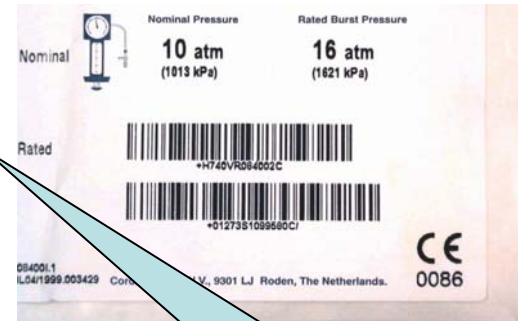 Nominal Pressure Rated Burst Pressure
Nominal 10 atm 16 atm
(1013 kPa) (1621 kPa)
Rated
+H740VR084002C
+01273S1099580C/
CE
V., 9301 LJ Roden, The Netherlands. 0086